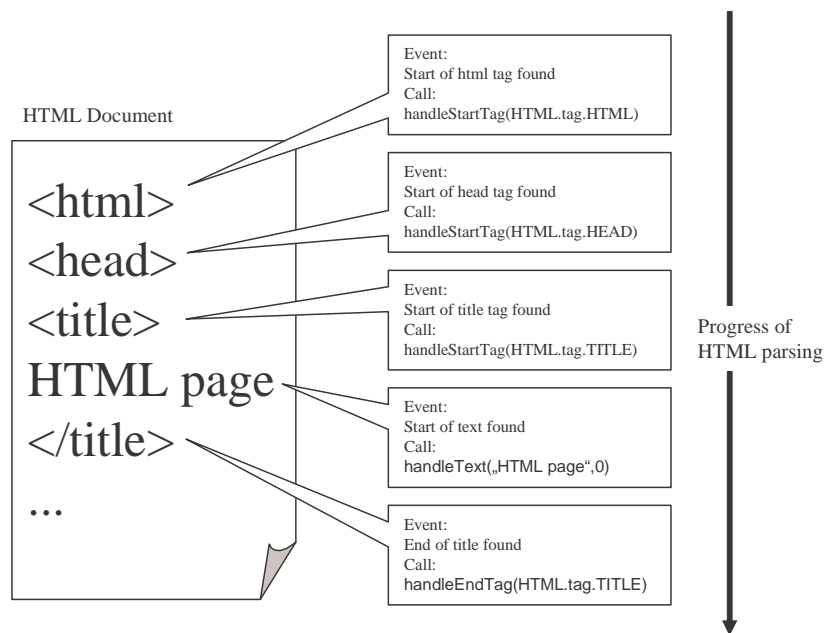 HTML Document
<html>
<head>
<title>
HTML page
</title>
...
Event:
Start of html tag found
Call:
handleStartTag(HTML.tag.HTML)
Event:
Start of head tag found
Call:
handleStartTag(HTML.tag.HEAD)
Event:
Start of title tag found
Call:
handleStartTag(HTML.tag.TITLE)
Event:
Start of text found
Call:
handleText(„HTML page“,0)
Event:
End of title found
Call:
handleEndTag(HTML.tag.TITLE)
Progress of
HTML parsing